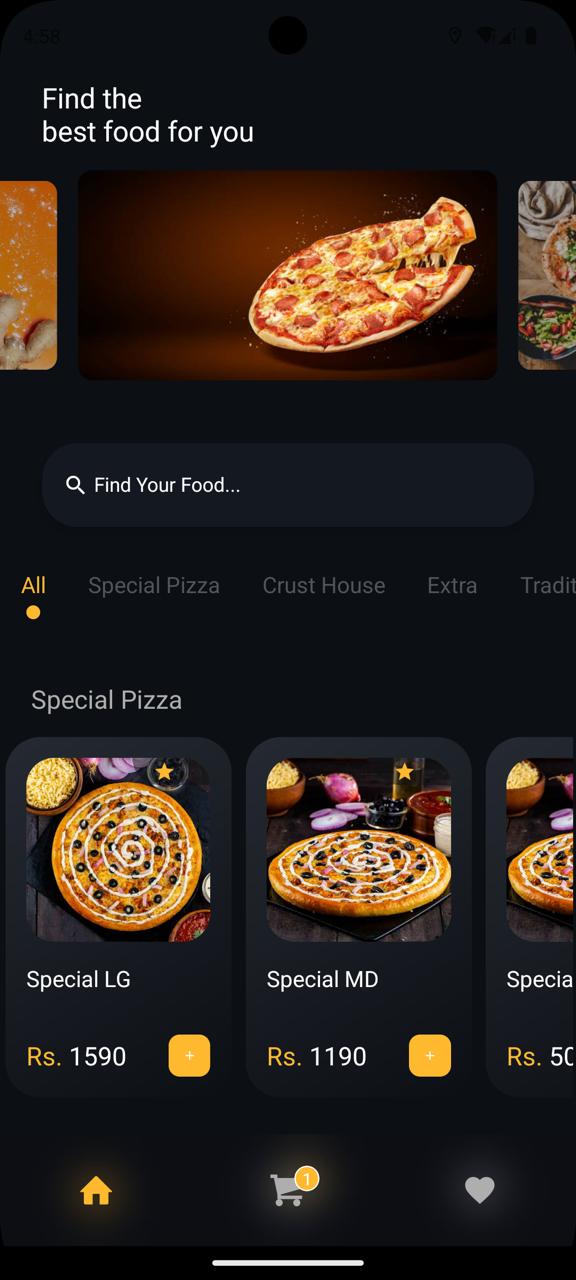 4:58
Find the
best food for you
Find Your Food...
All Special Pizza Crust House Extra Tradit
Special Pizza
Special LG Special MD Specia
Rs. 1590 + Rs. 1190 + Rs. 50
1